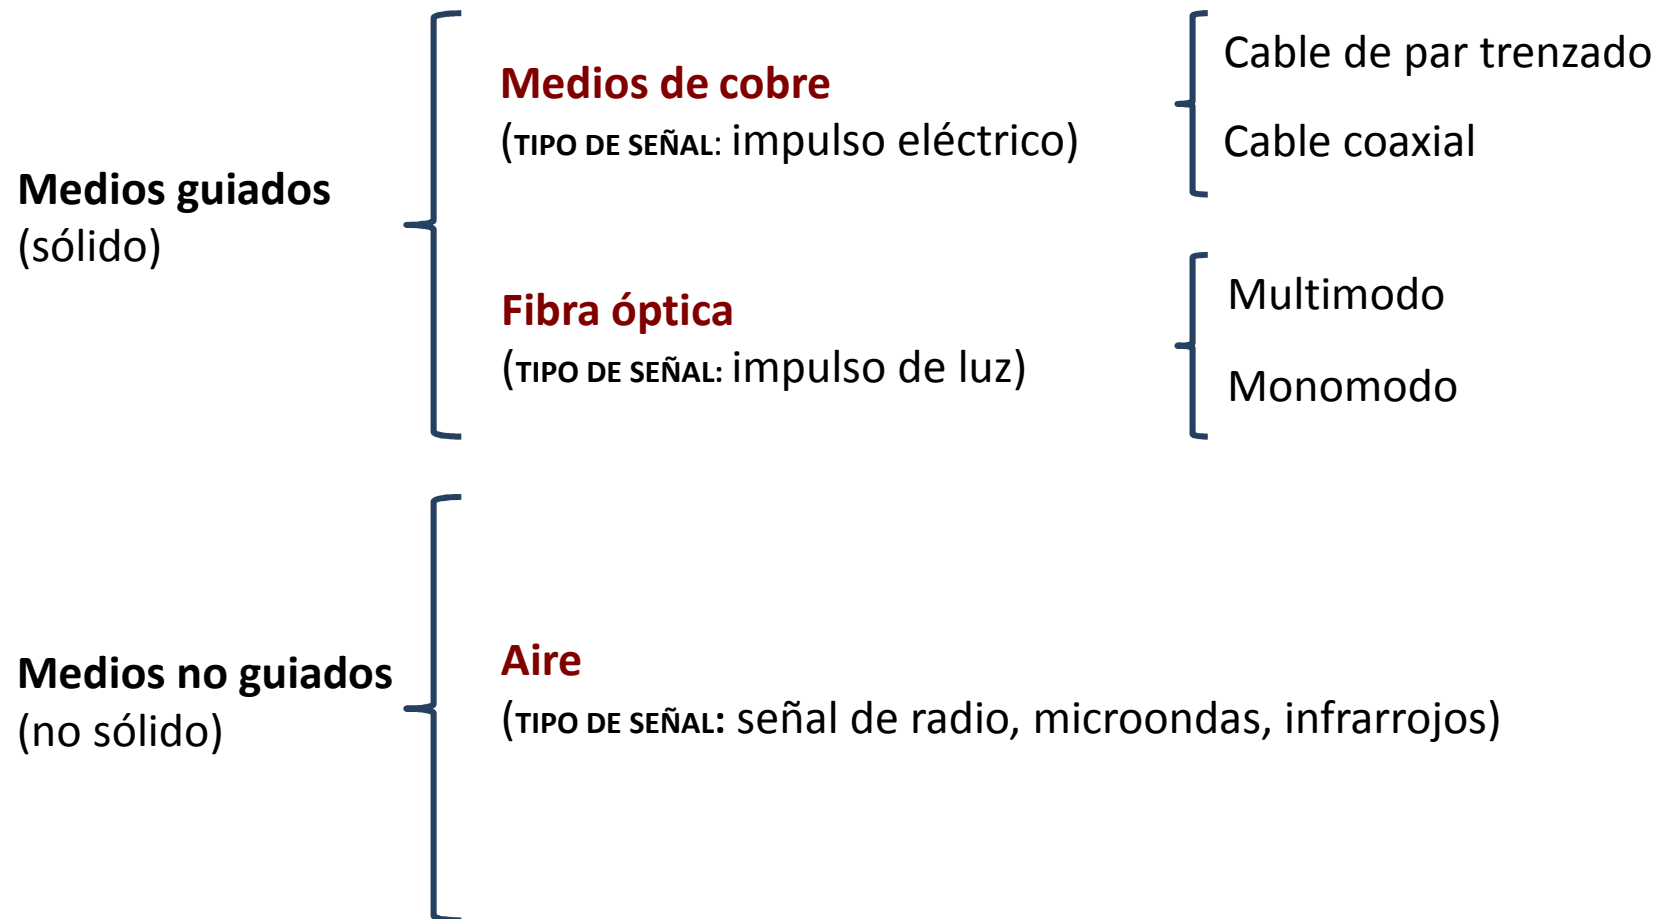 Medios guiados
(sólido)
Medios de cobre
(TIPO DE SEÑAL: impulso eléctrico)
Cable de par trenzado
Cable coaxial
Fibra óptica
(TIPO DE SEÑAL: impulso de luz)
Multimodo
Monomodo
Medios no guiados
(no sólido)
Aire
(TIPO DE SEÑAL: señal de radio, microondas, infrarrojos)